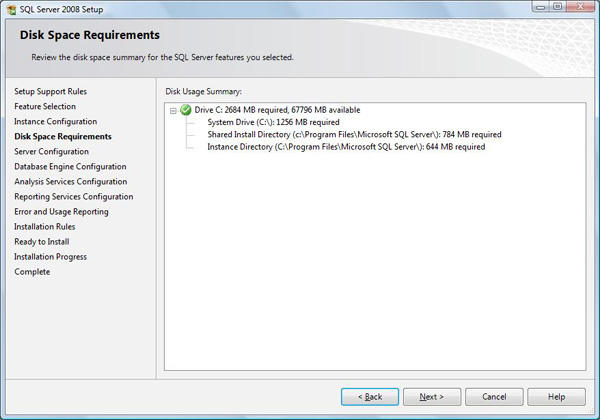 SQL Server 2008 Setup
Disk Space Requirements
Review the disk space summary for the SQL Server features you selected.
Setup Support Rules
Feature Selection
Instance Configuration
Disk Space Requirements
Server Configuration
Database Engine Configuration
Analysis Services Configuration
Reporting Services Configuration
Error and Usage Reporting
Installation Rules
Ready to Install
Installation Progress
Complete
Disk Usage Summary:
Drive C: 2684 MB required, 67796 MB available
System Drive (C:\): 1256 MB required
Shared Install Directory (c:\Program Files\Microsoft SQL Server\): 784 MB required
Instance Directory (C:\Program Files\Microsoft SQL Server\): 644 MB required
< Back
Next >
Cancel
Help